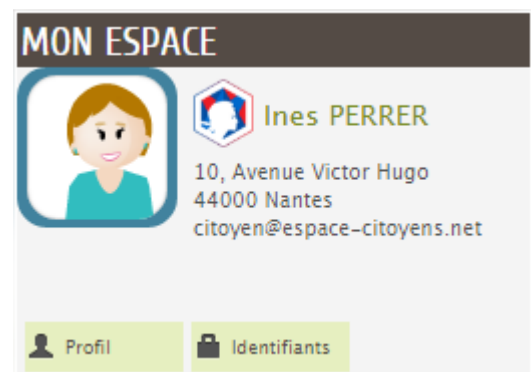 MON ESPACE
Ines PERRER
10, Avenue Victor Hugo
44000 Nantes
citoyen@espace-citoyens.net
Profil
Identifiants